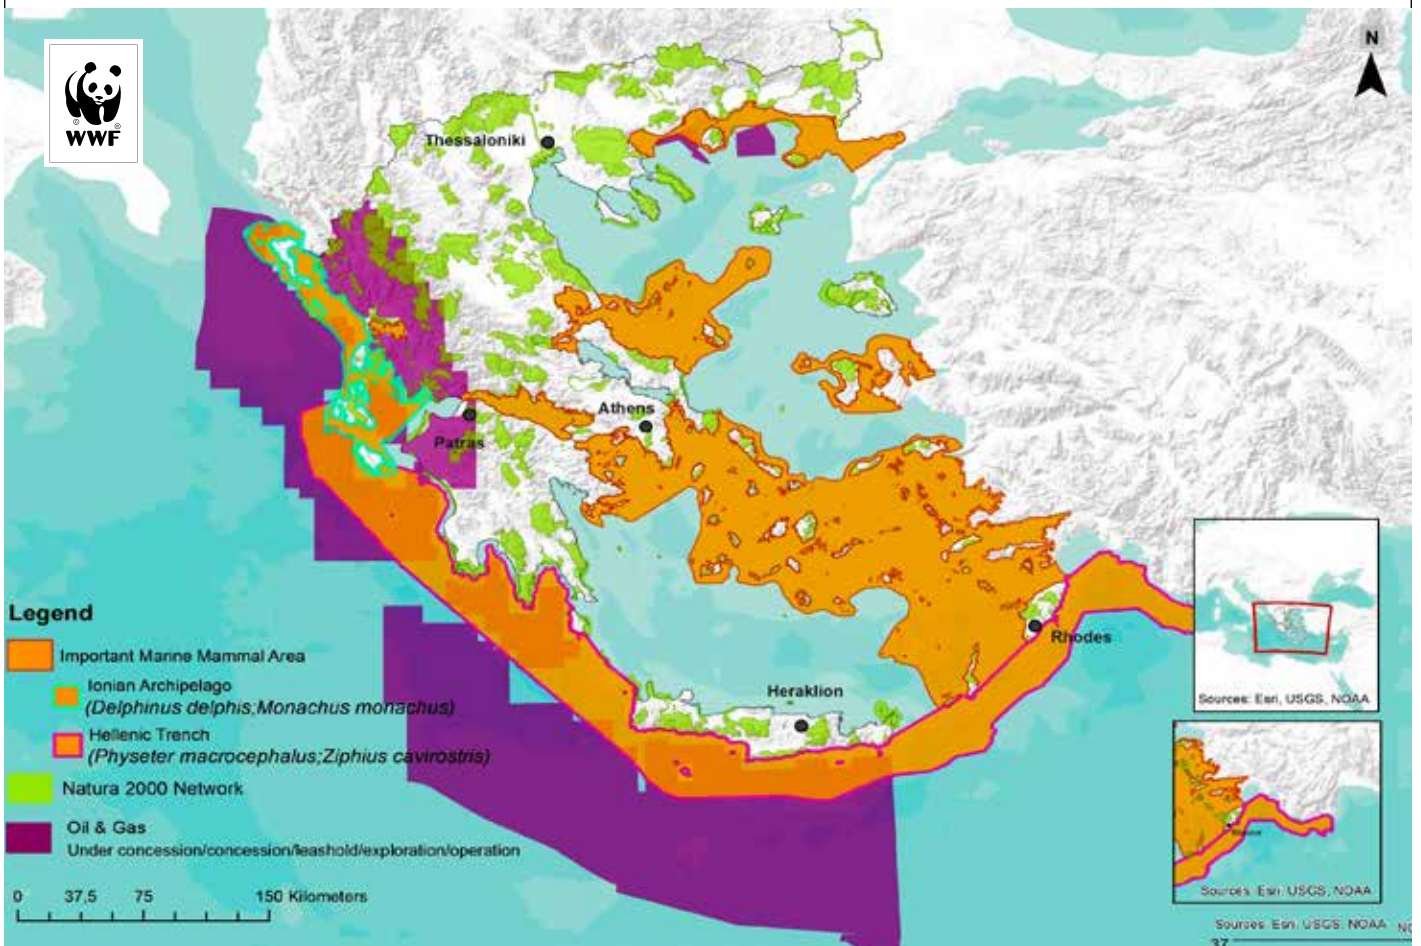 N
WWF
Thessaloniki
Athens
Patras
Rhodes
Heraklion
Legend
Important Marine Mammal Area
Ionian Archipelago
(Delphinus delphis;Monachus monachus)
Hellenic Trench
(Physeter macrocephalus;Ziphius cavirostris)
Natura 2000 Network
Oil & Gas
Under concession/concession/leashold/exploration/operation
0 37,5 75 150 Kilometers
Sources: Esri, USGS, NOAA
Sources: Esri, USGS, NOAA
Sources: Esri, USGS, NOAA